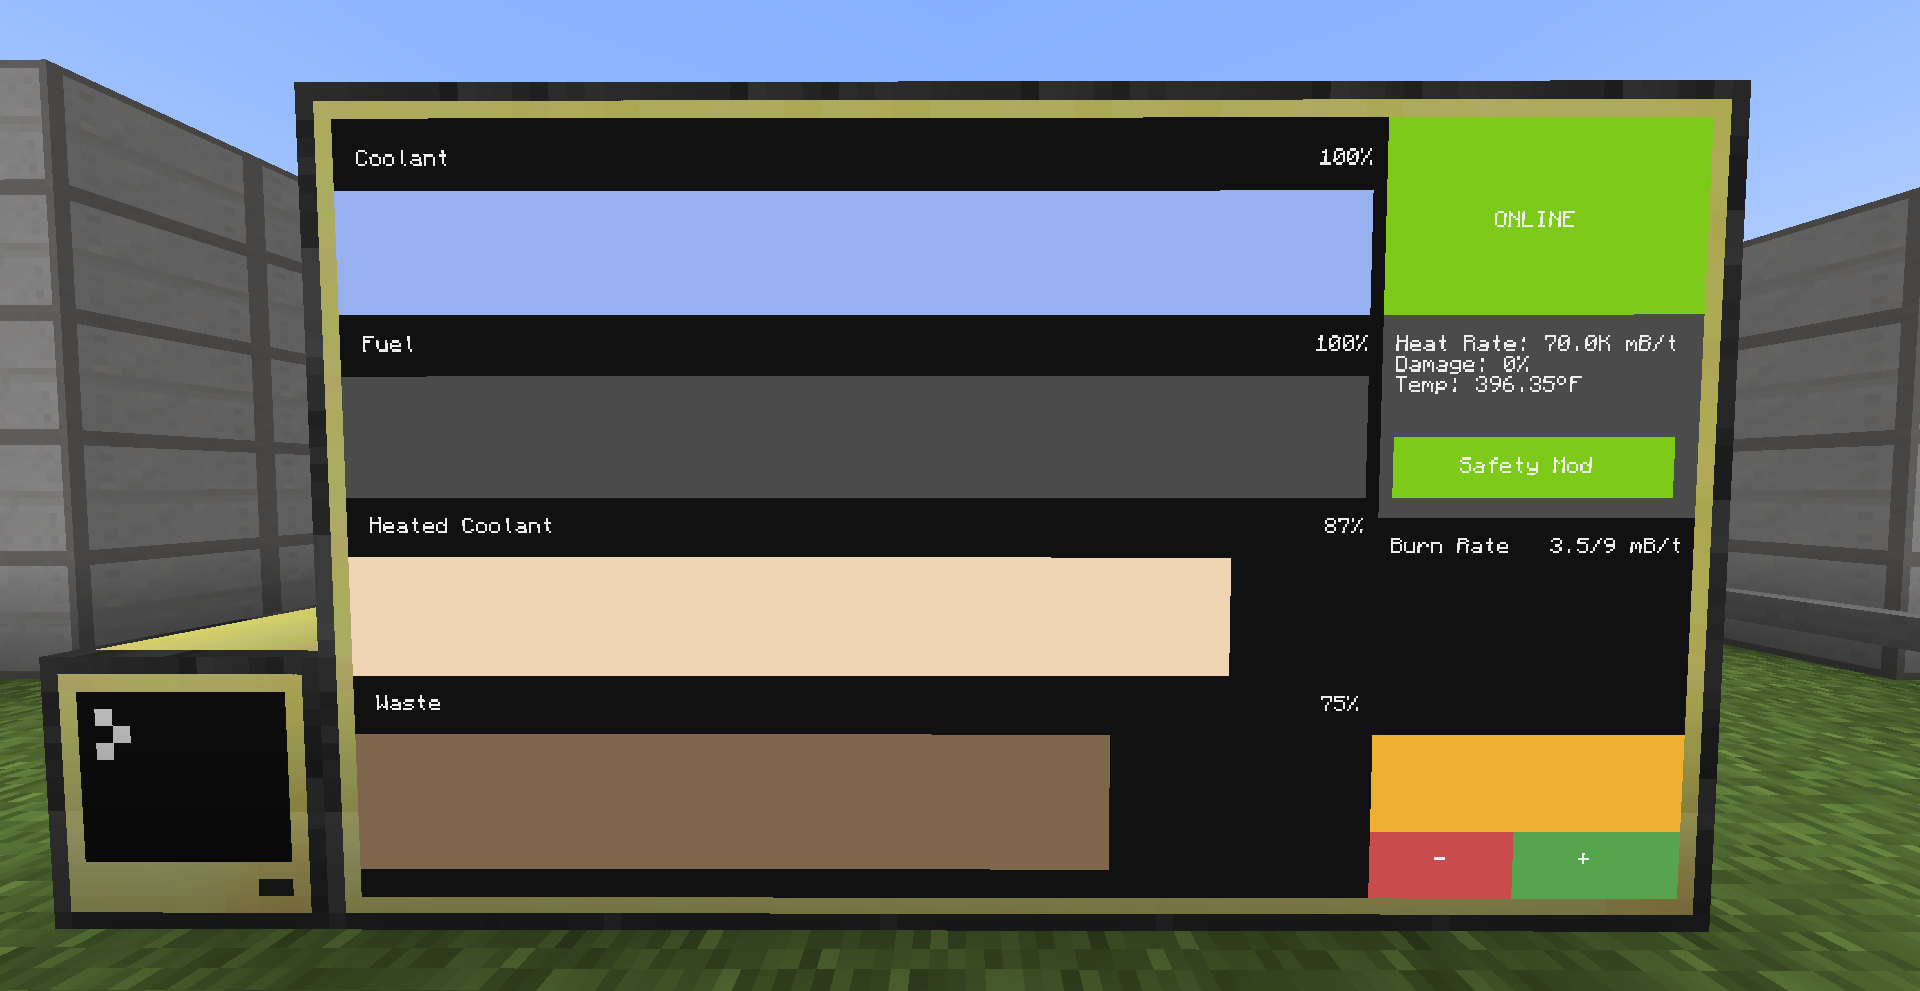 Coolant 100%
ONLINE
Fuel 100%
Heat Rate: 70.0K mB/t
Damage: 0%
Temp: 396.35ºF
Safety Mod
Heated Coolant 87%
Burn Rate 3.5/9 mB/t
Waste 75%
- +